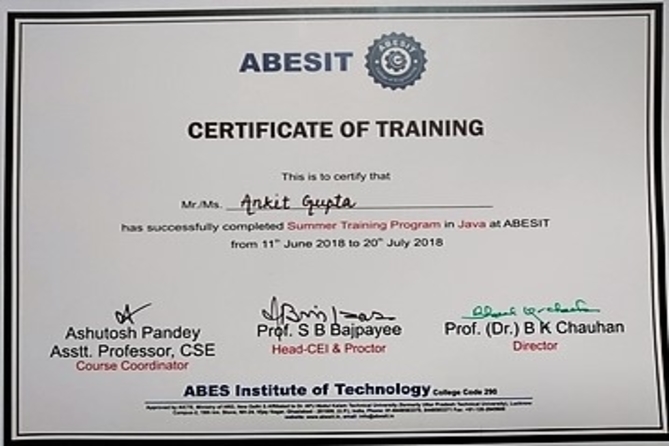 ABESIT
ABESIT
CERTIFICATE OF TRAINING
This is to certify that
Mr./Ms. Ankit Gupta
has successfully completed Summer Training Program in Java at ABESIT
from 11th June 2018 to 20th July 2018
Ashutosh Pandey
Asstt. Professor, CSE
Course Coordinator
Prof. S B Bajpayee
Head-CEI & Proctor
Prof. (Dr.) B K Chauhan
Director
ABES Institute of Technology College Code 290